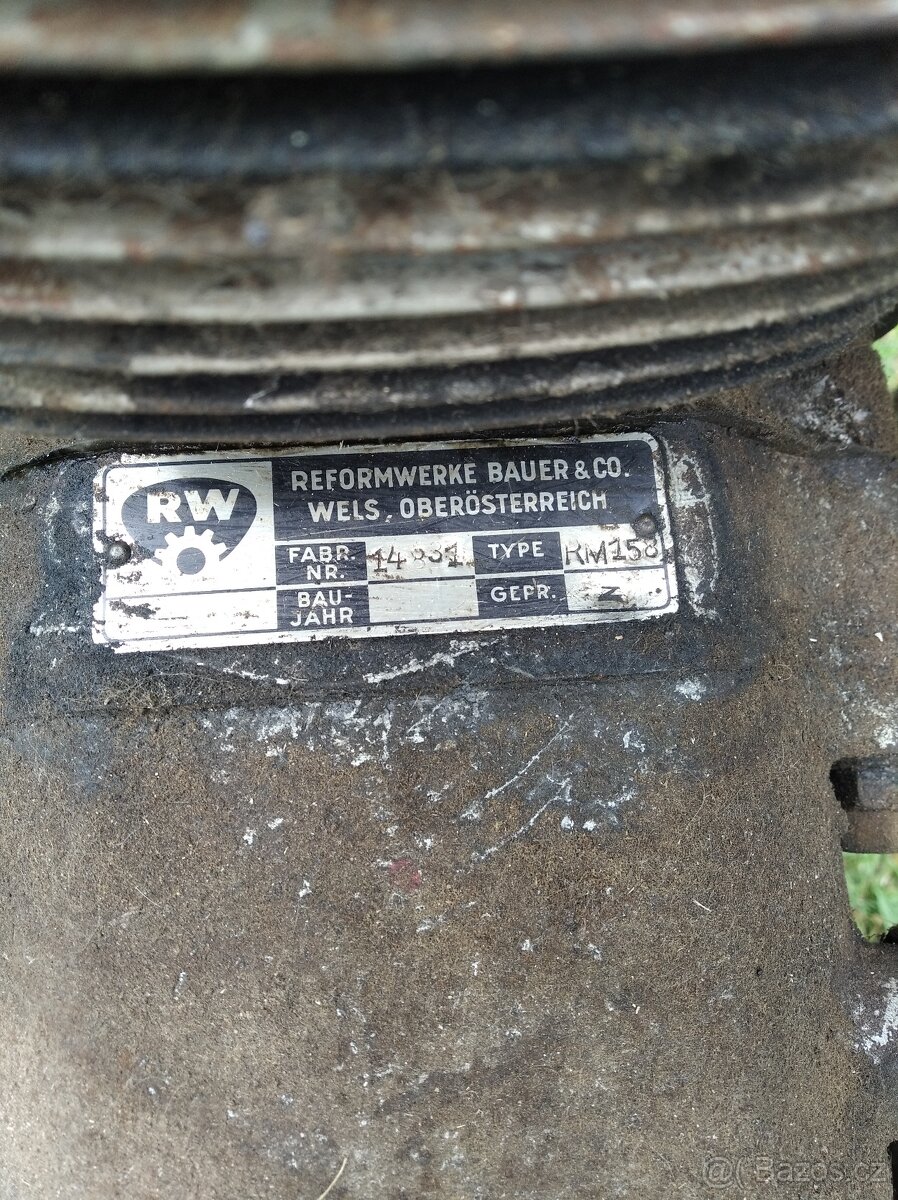 RW
REFORMWERKE BAUER & CO.
WELS, OBERÖSTERREICH
FABR. NR. TYPE RM158
BAU-JAHR GEPR. N
@ Bazos.cz